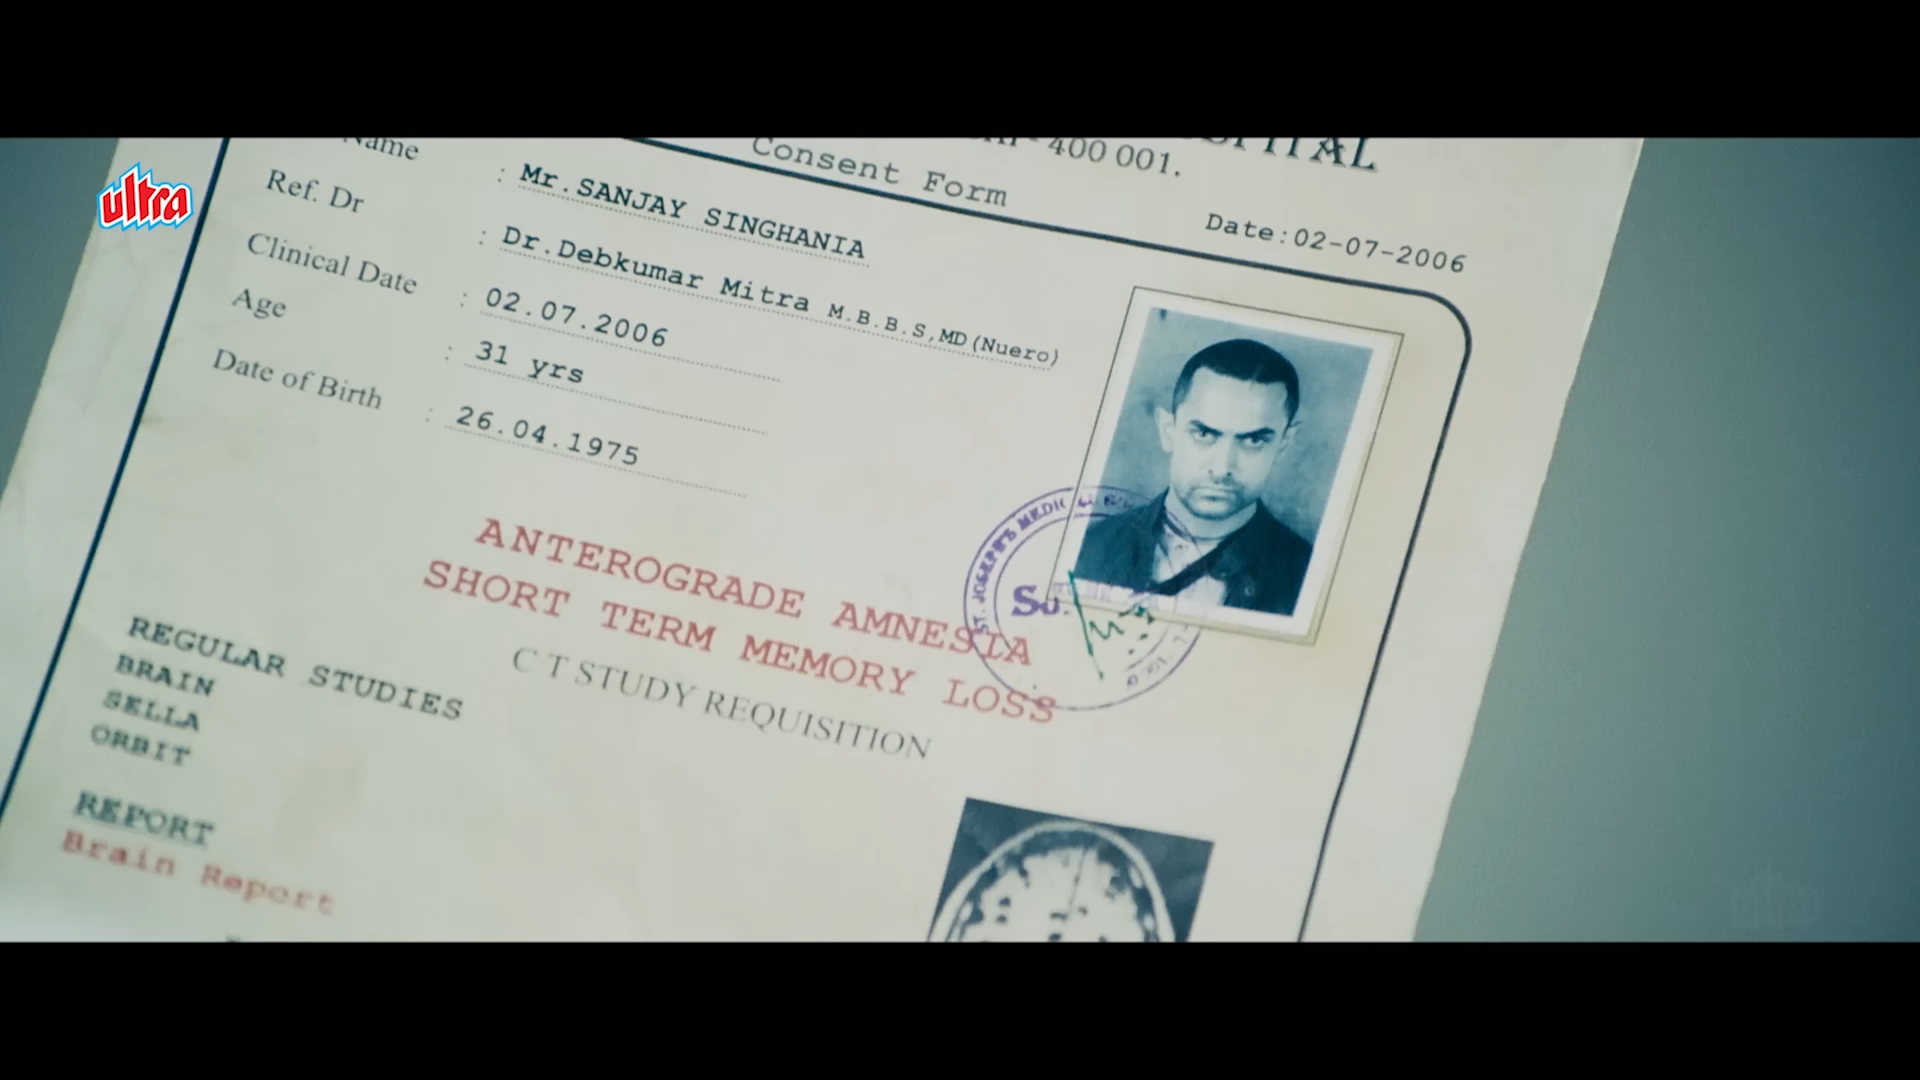 ultra
400 001.
Consent Form
Date:02-07-2006
Name : Mr.SANJAY SINGHANIA
Ref. Dr : Dr.Debkumar Mitra M.B.B.S,MD(Nuero)
Clinical Date : 02.07.2006
Age : 31 yrs
Date of Birth : 26.04.1975
ANTEROGRADE AMNESIA
SHORT TERM MEMORY LOSS
C T STUDY REQUISITION
ST. JOSEPH'S
REGULAR STUDIES
BRAIN
SELLA
ORBIT
REPORT
Brain Report